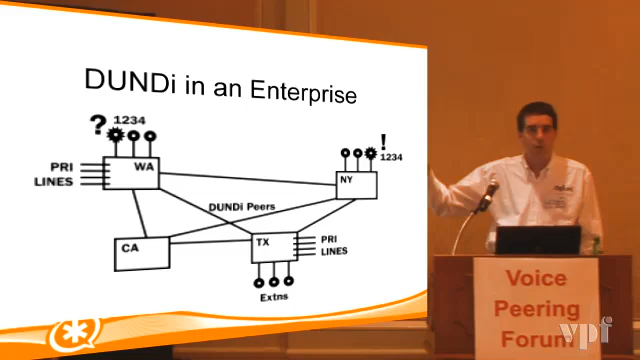 DUNDi in an Enterprise
? 1234
WA
PRI
LINES
!
1234
NY
DUNDi Peers
CA
TX
PRI
LINES
Extns
Voice
Peering
Forum
vpf